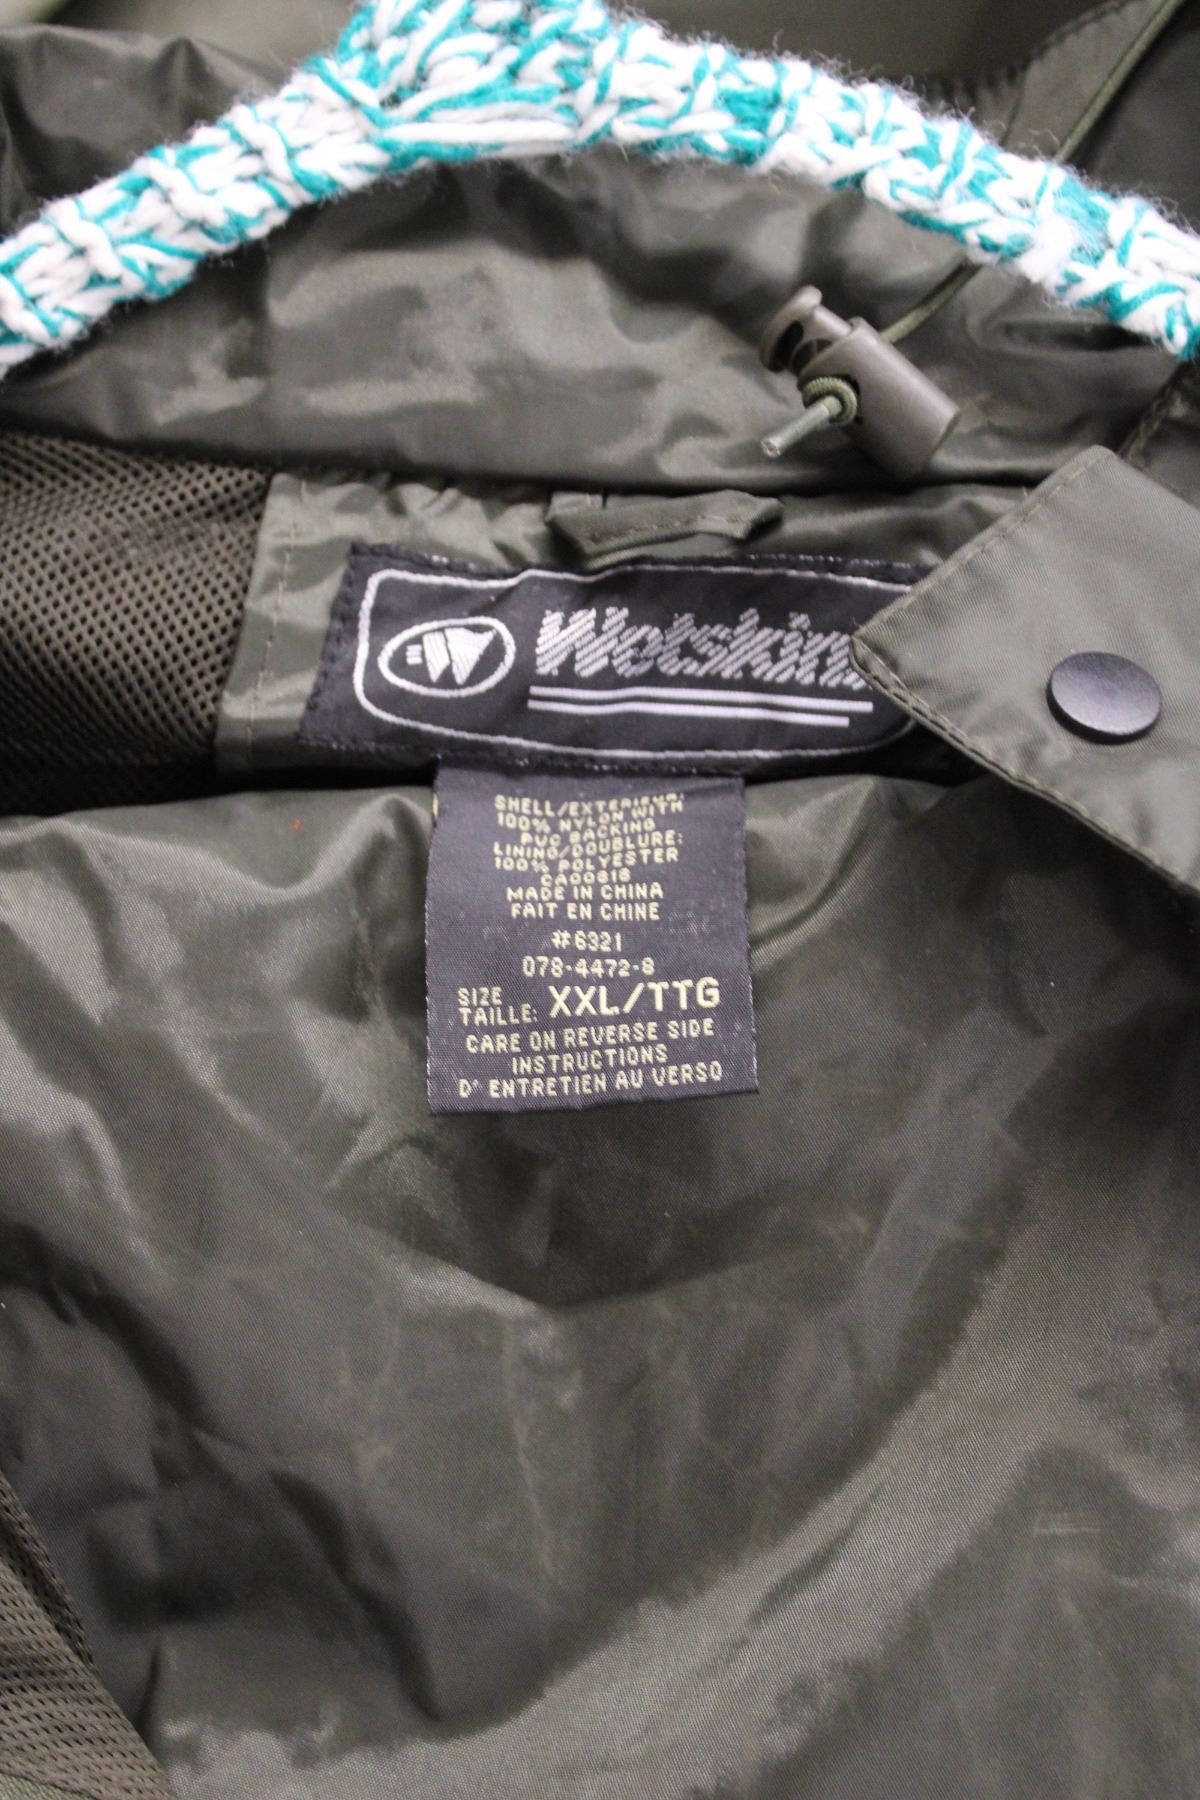 Wetskins
SHELL/EXTERIEUR:
100% NYLON WITH
PVC BACKING
LINING/DOUBLURE:
100% POLYESTER
CA00818
MADE IN CHINA
FAIT EN CHINE
#6321
078-4472-8
SIZE
TAILLE: XXL/TTG
CARE ON REVERSE SIDE
INSTRUCTIONS
D' ENTRETIEN AU VERSO